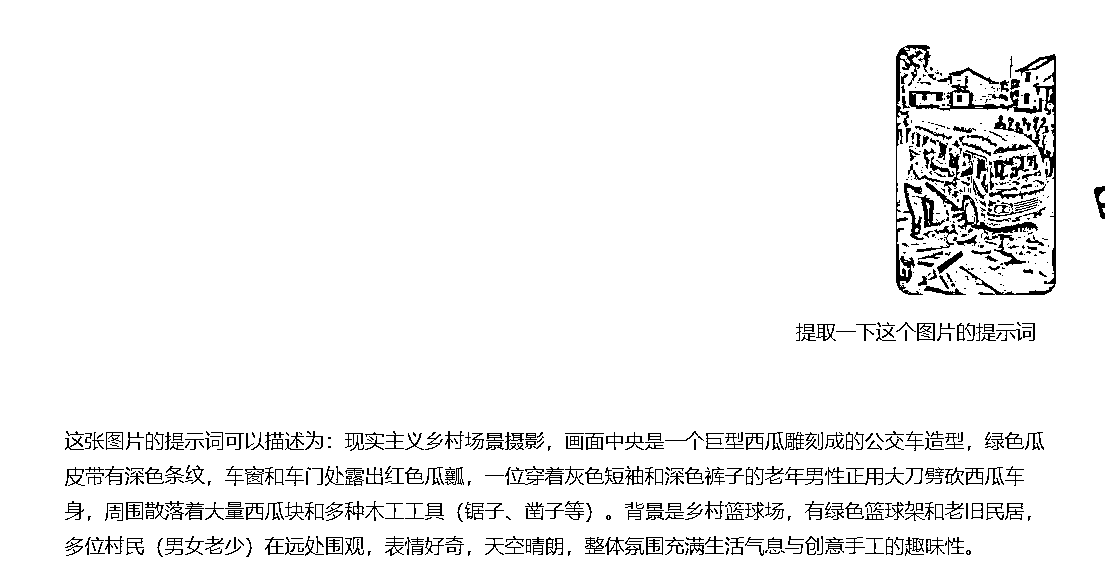 提取一下这个图片的提示词
这张图片的提示词可以描述为：现实主义乡村场景摄影，画面中央是一个巨型西瓜雕刻成的公交车造型，绿色瓜
皮带有深色条纹，车窗和车门处露出红色瓜瓤，一位穿着灰色短袖和深色裤子的老年男性正用大刀劈砍西瓜车
身，周围散落着大量西瓜块和多种木工工具（锯子、凿子等）。背景是乡村篮球场，有绿色篮球架和老旧民居，
多位村民（男女老少）在远处围观，表情好奇，天空晴朗，整体氛围充满生活气息与创意手工的趣味性。